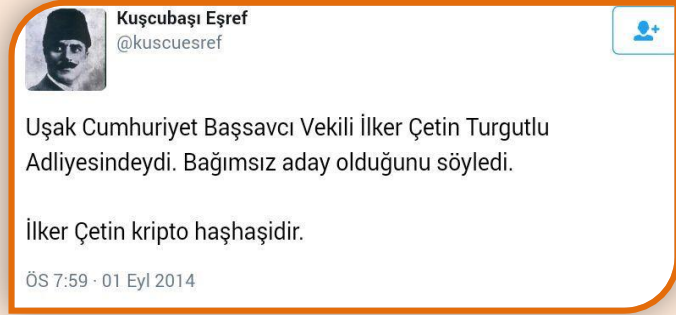 Kuşcubaşı Eşref
@kuscuesref
Uşak Cumhuriyet Başsavcı Vekili İlker Çetin Turgutlu
Adliyesindeydi. Bağımsız aday olduğunu söyledi.
İlker Çetin kripto haşhaşidir.
ÖS 7:59 · 01 Eyl 2014